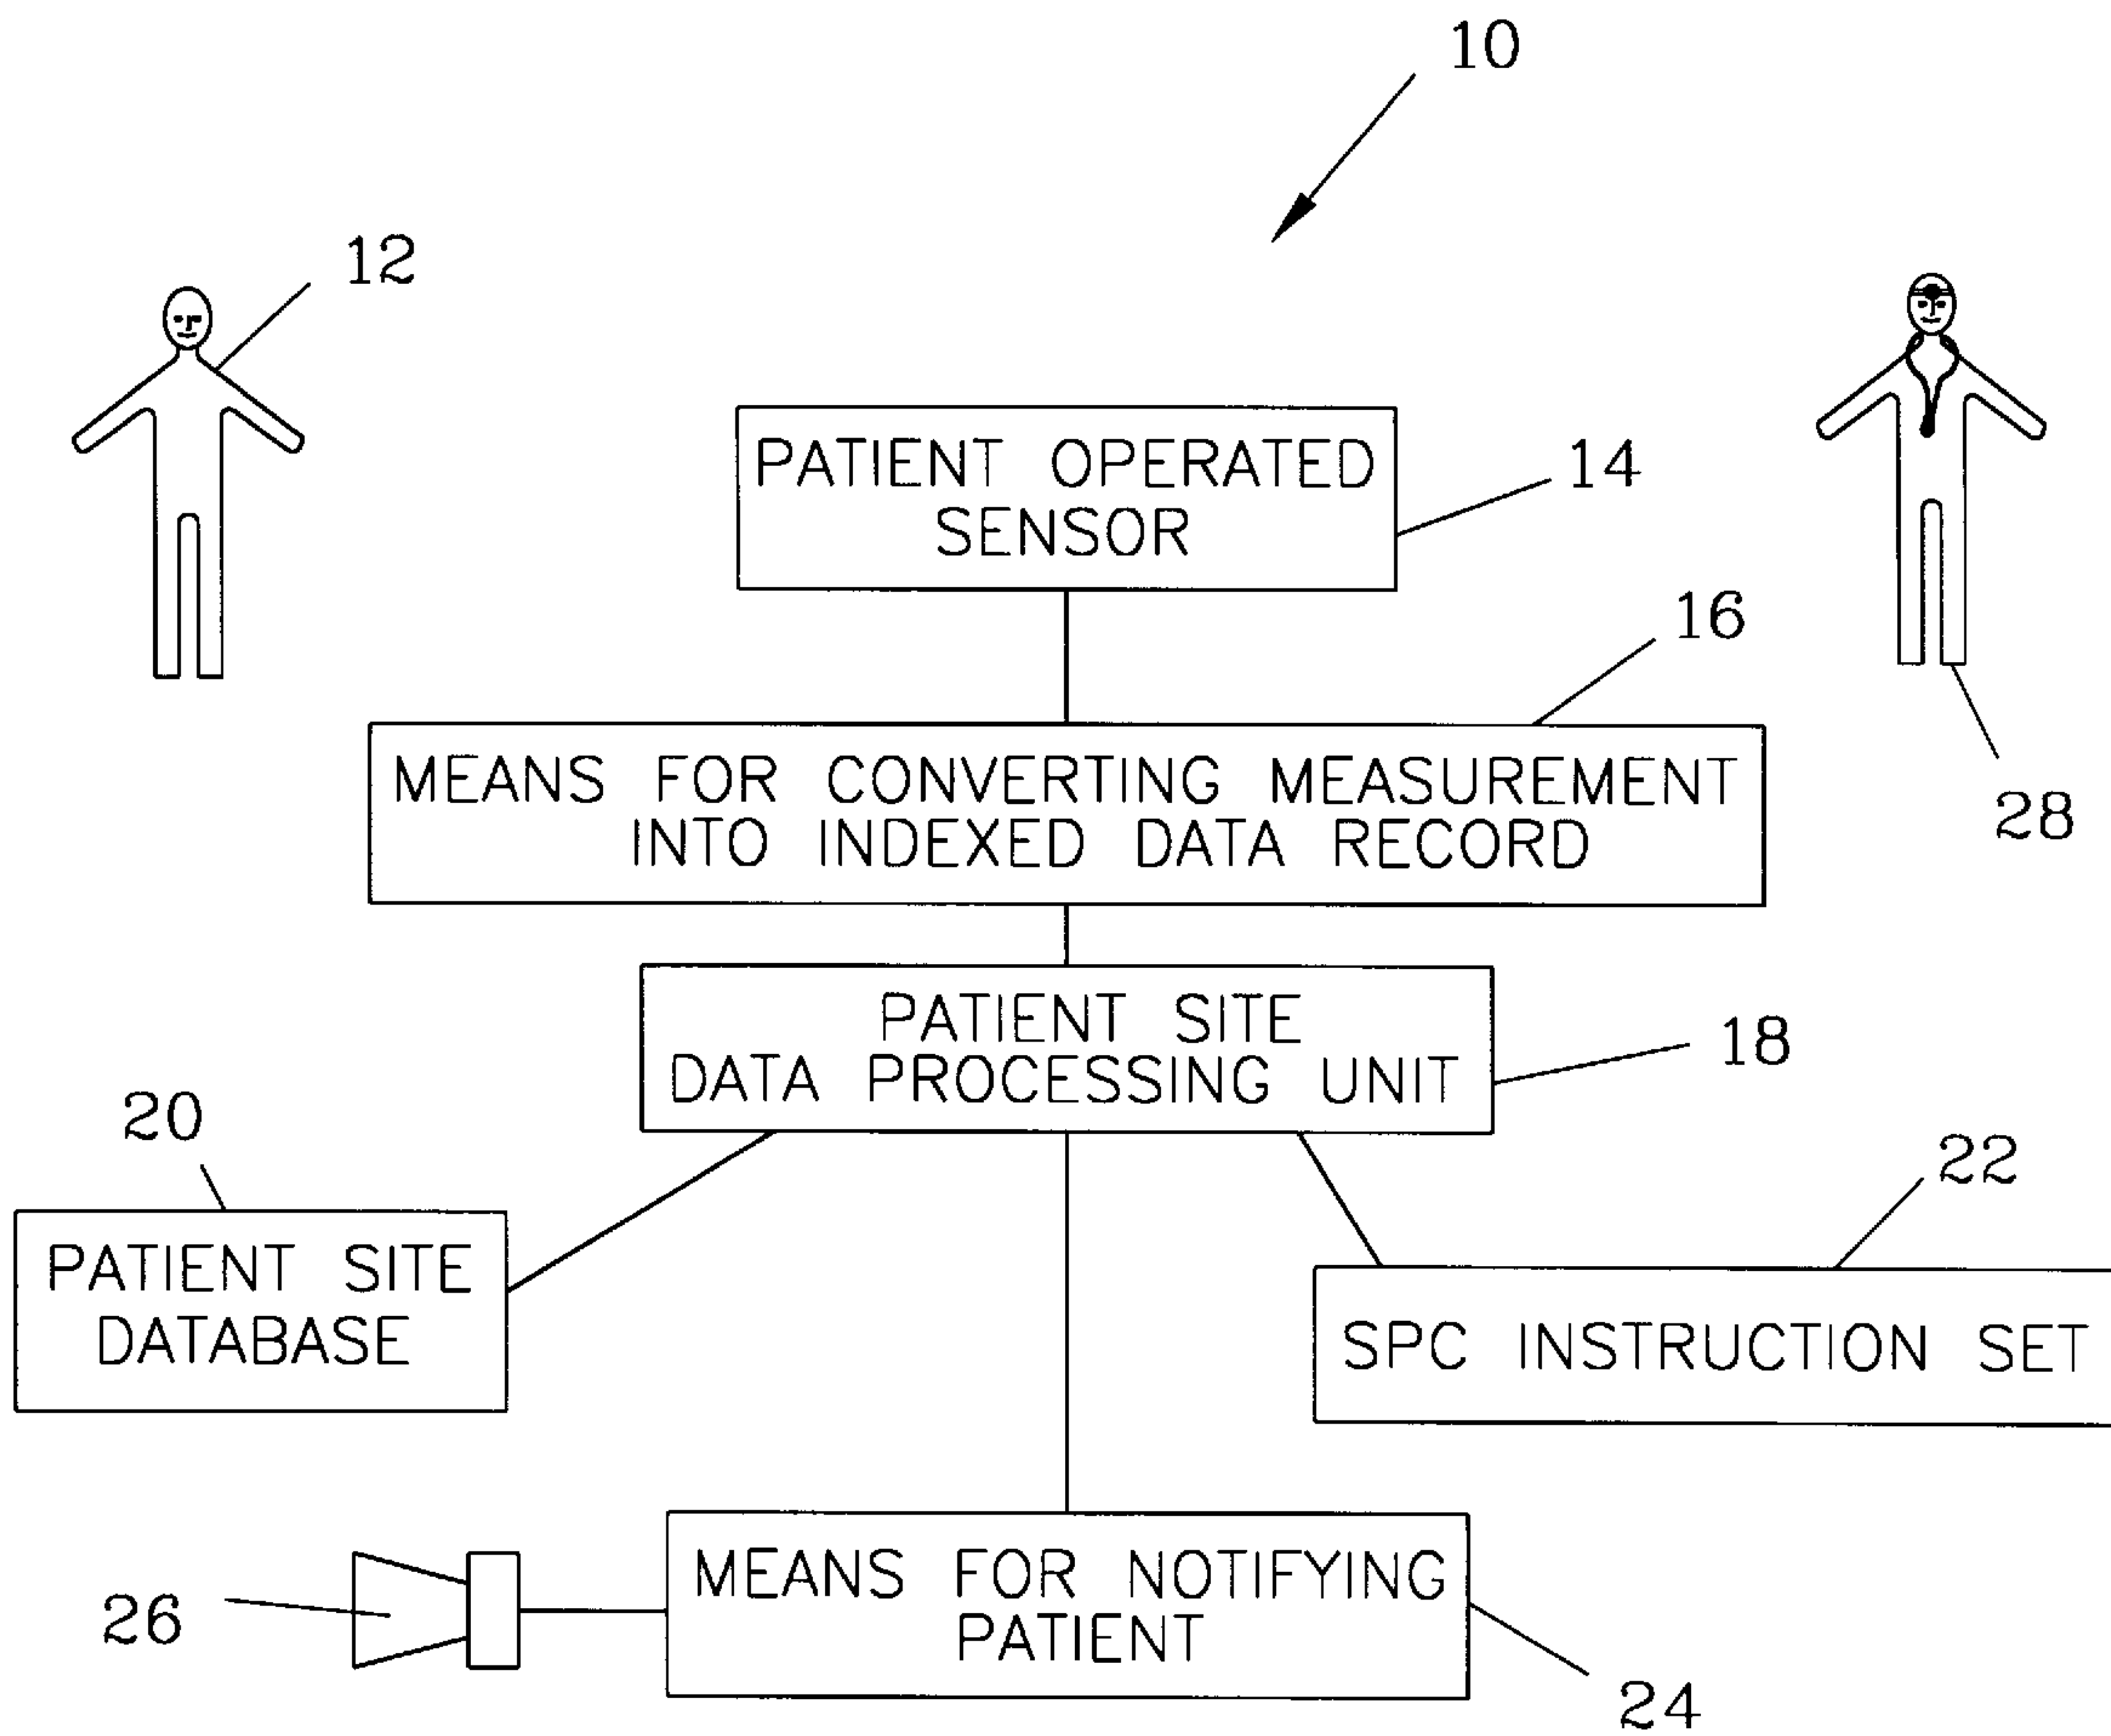 10
12
PATIENT OPERATED
SENSOR
14
16
MEANS FOR CONVERTING MEASUREMENT
INTO INDEXED DATA RECORD
28
PATIENT SITE
DATA PROCESSING UNIT
18
20
22
PATIENT SITE
DATABASE
SPC INSTRUCTION SET
MEANS FOR NOTIFYING
PATIENT
26
24